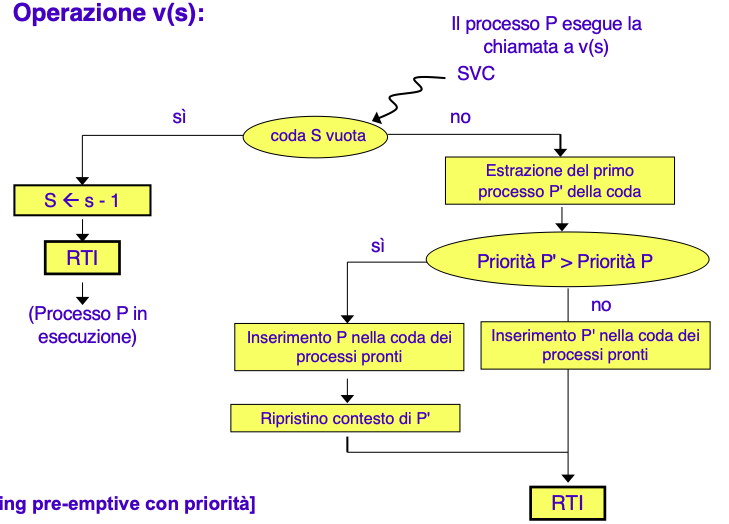 Operazione v(s):
Il processo P esegue la
chiamata a v(s)
SVC
sì
no
coda S vuota
Estrazione del primo
processo P' della coda
S ← s - 1
RTI
sì
Priorità P' > Priorità P
(Processo P in
esecuzione)
no
Inserimento P nella coda dei
processi pronti
Inserimento P' nella coda dei
processi pronti
Ripristino contesto di P'
ing pre-emptive con priorità]
RTI